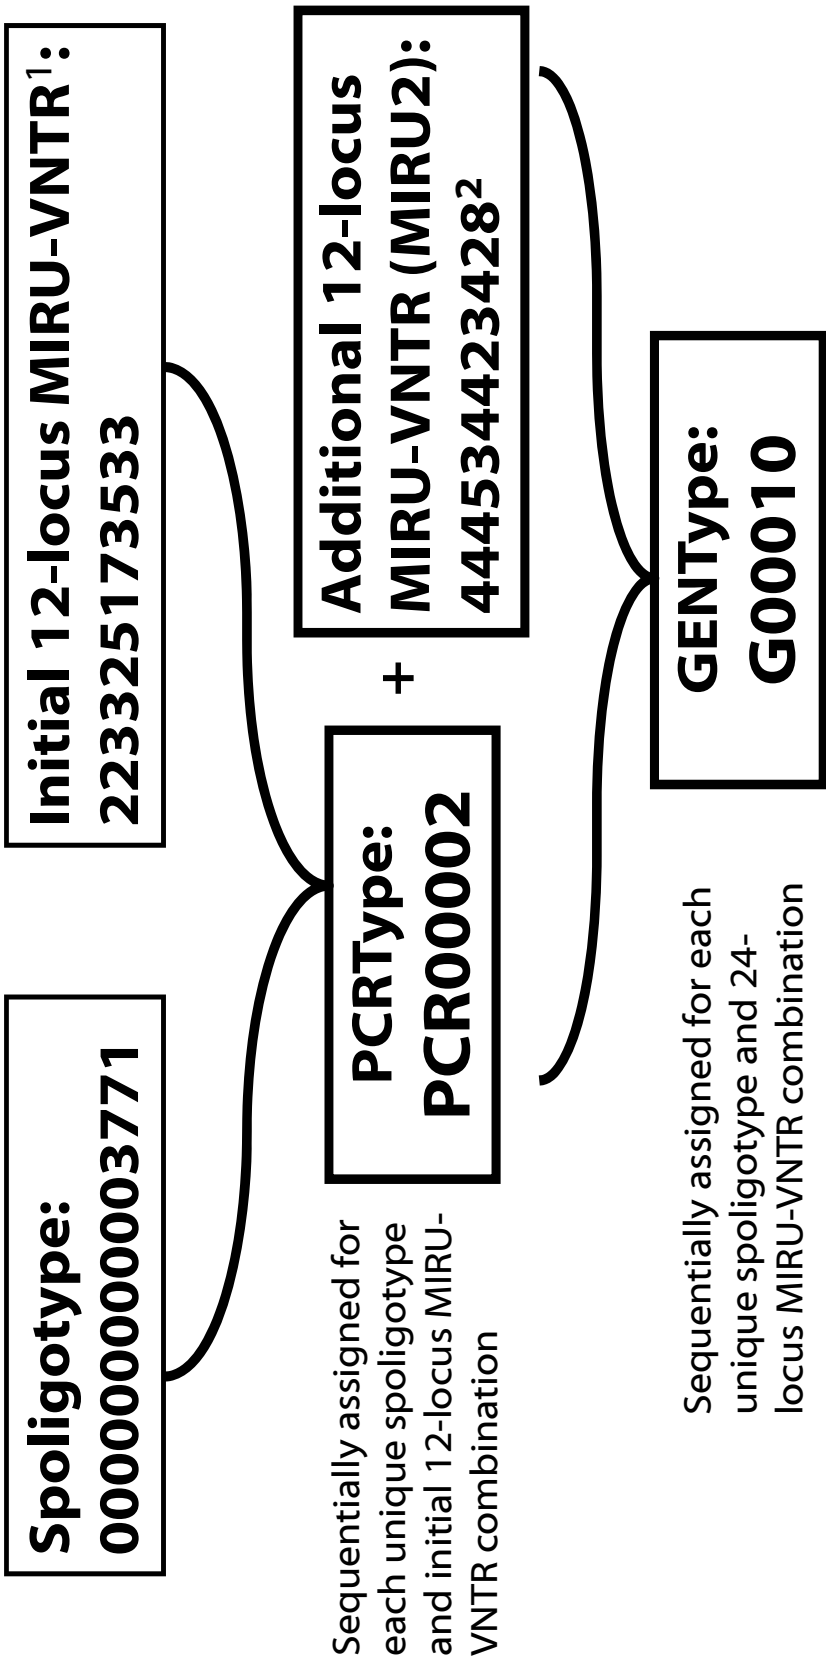 Spoligotype:
000000000003771
Initial 12-locus MIRU-VNTR¹:
223325173533
Sequentially assigned for
each unique spoligotype
and initial 12-locus MIRU-
VNTR combination
PCRType:
PCR00002
+
Additional 12-locus
MIRU-VNTR (MIRU2):
444534423428²
Sequentially assigned for each
unique spoligotype and 24-
locus MIRU-VNTR combination
GENType:
G00010